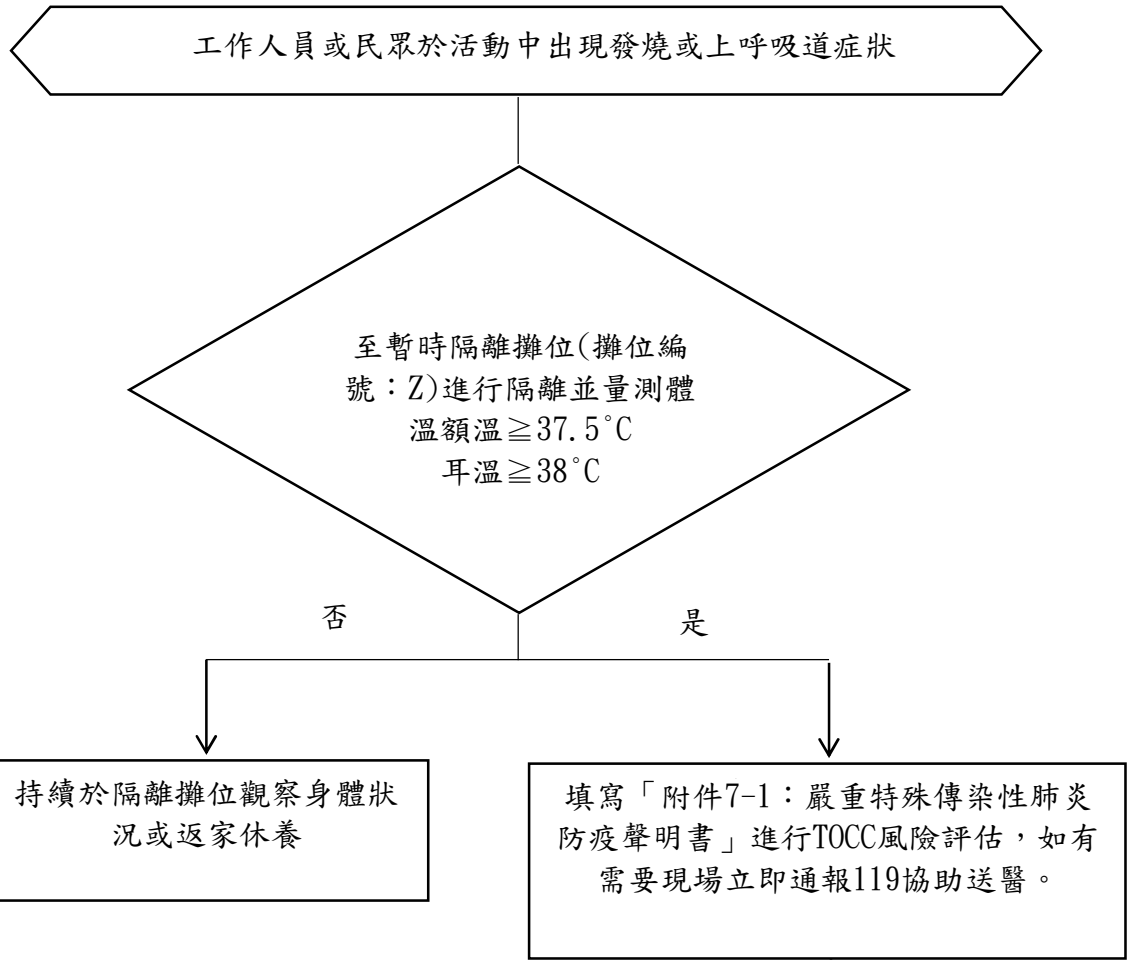 工作人員或民眾於活動中出現發燒或上呼吸道症狀
至暫時隔離攤位(攤位編
號：Z)進行隔離並量測體
溫額溫≧37.5°C
耳溫≧38°C
否
是
持續於隔離攤位觀察身體狀
況或返家休養
填寫「附件7-1：嚴重特殊傳染性肺炎
防疫聲明書」進行TOCC風險評估，如有
需要現場立即通報119協助送醫。